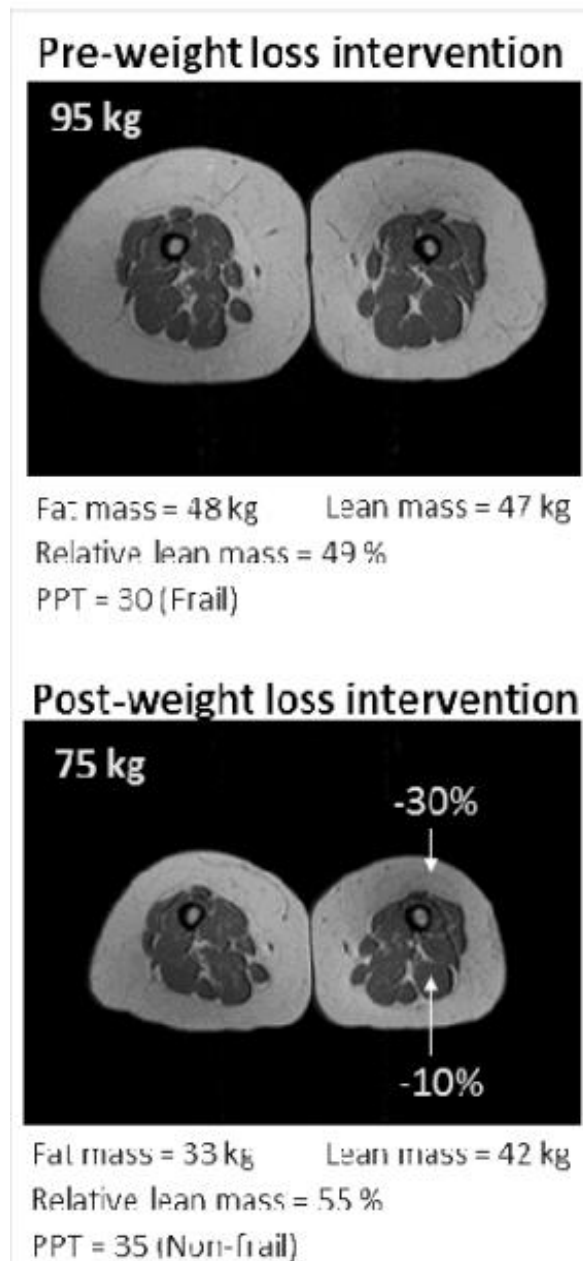 Pre-weight loss intervention
95 kg
Fat mass = 48 kg Lean mass = 47 kg
Relative lean mass = 49 %
PPT = 30 (Frail)
Post-weight loss intervention
75 kg
-30%
-10%
Fat mass = 33 kg Lean mass = 42 kg
Relative lean mass = 55 %
PPT = 35 (Non-frail)